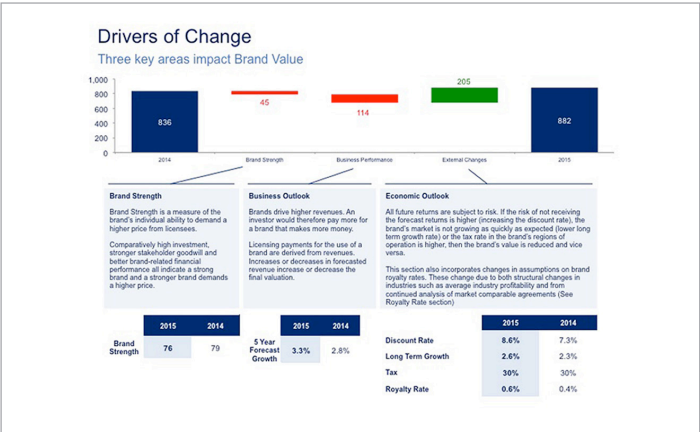 Drivers of Change
Three key areas impact Brand Value
1,000
800
600
400
200
0
836
45
114
205
882
2014
Brand Strength
Business Performance
External Changes
2015
Brand Strength
Brand Strength is a measure of the
brand's individual ability to demand a
higher price from licensees.
Comparatively high investment,
stronger stakeholder goodwill and
better brand-related financial
performance all indicate a strong
brand and a stronger brand demands
a higher price.
Business Outlook
Brands drive higher revenues. An
investor would therefore pay more for
a brand that makes more money.
Licensing payments for the use of a
brand are derived from revenues.
Increases or decreases in forecasted
revenue increase or decrease the
final valuation.
Economic Outlook
All future returns are subject to risk. If the risk of not receiving
the forecast returns is higher (increasing the discount rate), the
brand's market is not growing as quickly as expected (lower long
term growth rate) or the tax rate in the brand's regions of
operation is higher, then the brand's value is reduced and vice
versa.
This section also incorporates changes in assumptions on brand
royalty rates. These change due to both structural changes in
industries such as average industry profitability and from
continued analysis of market comparable agreements (See
Royalty Rate section)
2015 2014
Brand
Strength 76 79
2015 2014
5 Year
Forecast 3.3% 2.8%
Growth
2015 2014
Discount Rate 8.6% 7.3%
Long Term Growth 2.6% 2.3%
Tax 30% 30%
Royalty Rate 0.6% 0.4%